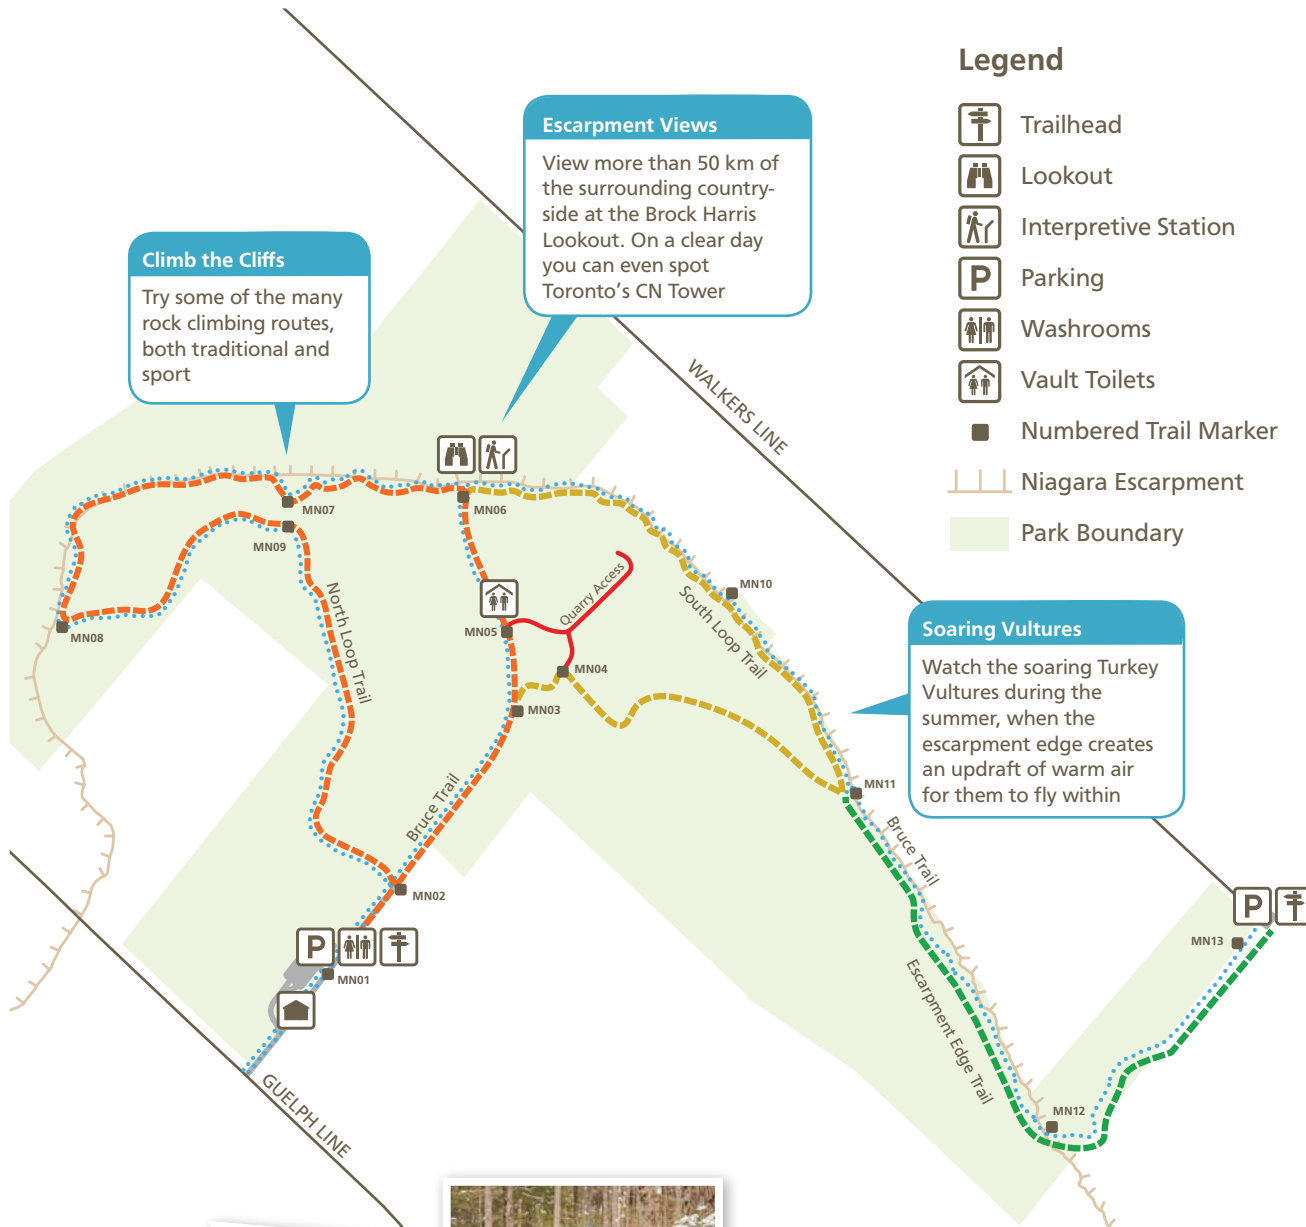 Legend
Trailhead
Lookout
Interpretive Station
P
Parking
Washrooms
Vault Toilets
Numbered Trail Marker
Niagara Escarpment
Park Boundary
Escarpment Views
View more than 50 km of
the surrounding country-
side at the Brock Harris
Lookout. On a clear day
you can even spot
Toronto's CN Tower
Climb the Cliffs
Try some of the many
rock climbing routes,
both traditional and
sport
WALKERS LINE
MN07
MN06
MN09
MN10
Quarry Access
South Loop Trail
MN08
North Loop Trail
MN05
MN04
MN03
Soaring Vultures
Watch the soaring Turkey
Vultures during the
summer, when the
escarpment edge creates
an updraft of warm air
for them to fly within
MN11
Bruce Trail
Bruce Trail
MN02
P
MN13
P
MN01
Escarpment Edge Trail
MN12
GUELPH LINE